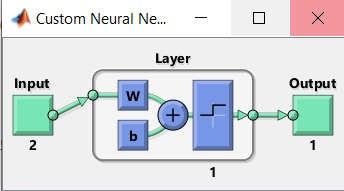 Custom Neural Ne...
Layer
Input
Output
W
b
+
2
1
1